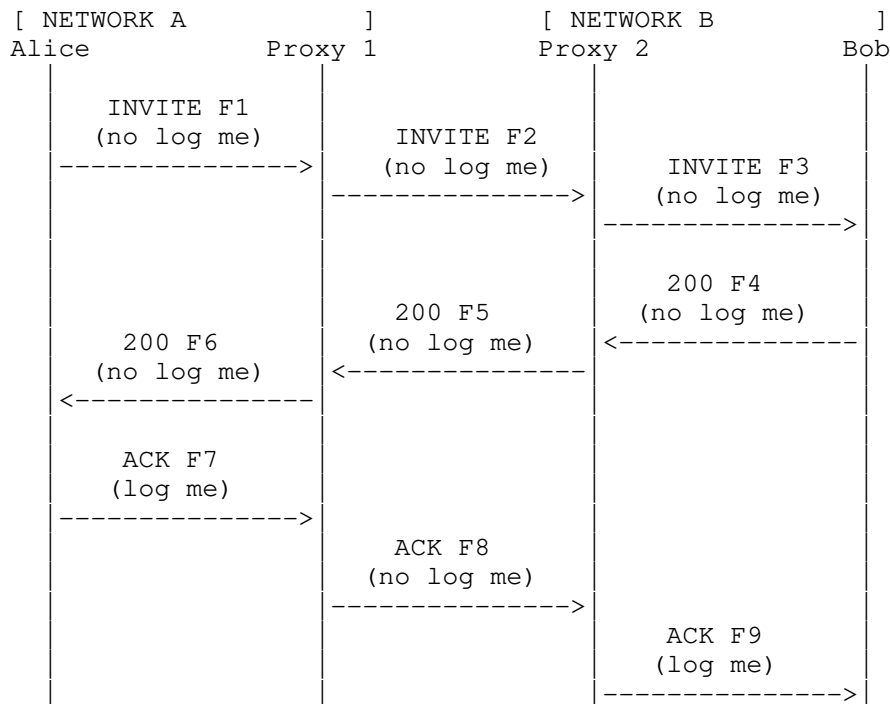 [ NETWORK A ] [ NETWORK B ]
Alice Proxy 1 Proxy 2 Bob
INVITE F1
(no log me) INVITE F2
(no log me) INVITE F3
(no log me)
200 F4
200 F5 (no log me)
200 F6 (no log me)
(no log me)
ACK F7
(log me)
ACK F8
(no log me)
ACK F9
(log me)